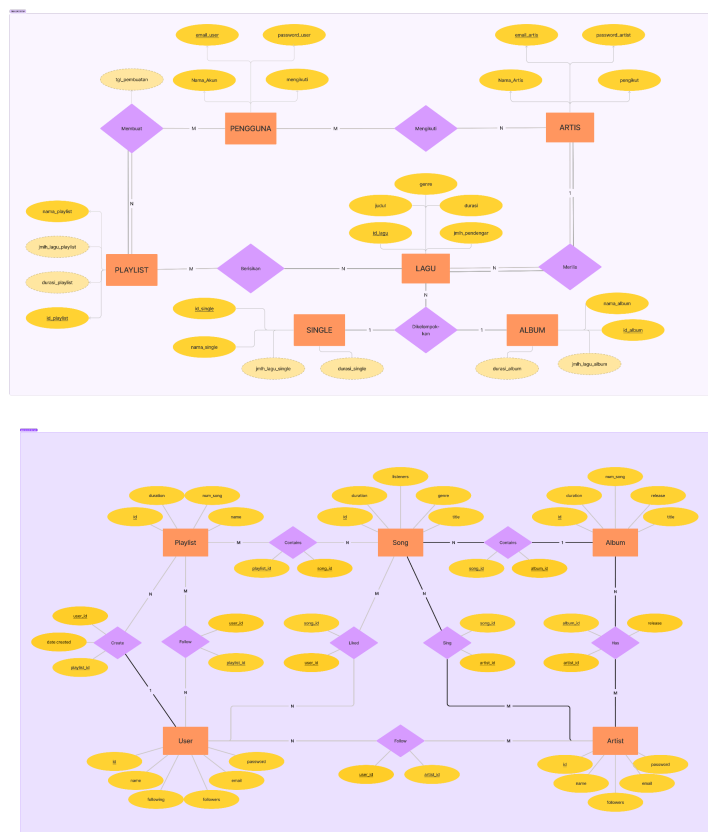 email_user
password_user
email_artis
password_artist
tgl_pembuatan
Nama_Akun
mengikuti
Nama_Artis
pengikut
Membuat
M
PENGGUNA
M
Mengikuti
N
ARTIS
genre
1
N
nama_playlist
judul
durasi
id_lagu
jmlh_pendengar
jmlh_lagu_playlist
PLAYLIST
M
Berisikan
N
LAGU
N
Merilis
durasi_playlist
N
id_playlist
id_single
nama_album
SINGLE
1
Dikelompok-
kan
1
ALBUM
id_album
nama_single
jmlh_lagu_single
durasi_single
durasi_album
jmlh_lagu_album
listeners
num_song
duration
num_song
duration
genre
duration
release
id
name
id
title
id
title
Playlist
M
Contains
N
Song
N
Contains
1
Album
playlist_id
song_id
song_id
album_id
N
M
M
N
N
user_id
user_id
song_id
song_id
album_id
release
date created
Create
Follow
Liked
Sing
Has
playlist_id
playlist_id
user_id
artist_id
artist_id
1
N
N
M
M
User
N
Follow
M
Artist
id
password
user_id
artist_id
id
password
name
email
name
email
following
followers
followers